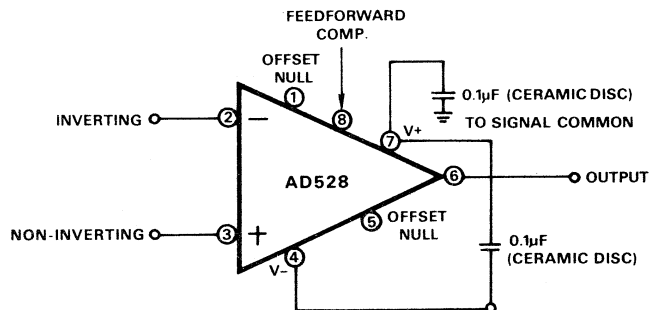 FEEDFORWARD
COMP.
OFFSET
NULL
1
8
7
V+
0.1µF (CERAMIC DISC)
TO SIGNAL COMMON
INVERTING
2
−
AD528
6
OUTPUT
NON-INVERTING
3
+
5
OFFSET
NULL
4
V−
0.1µF
(CERAMIC DISC)